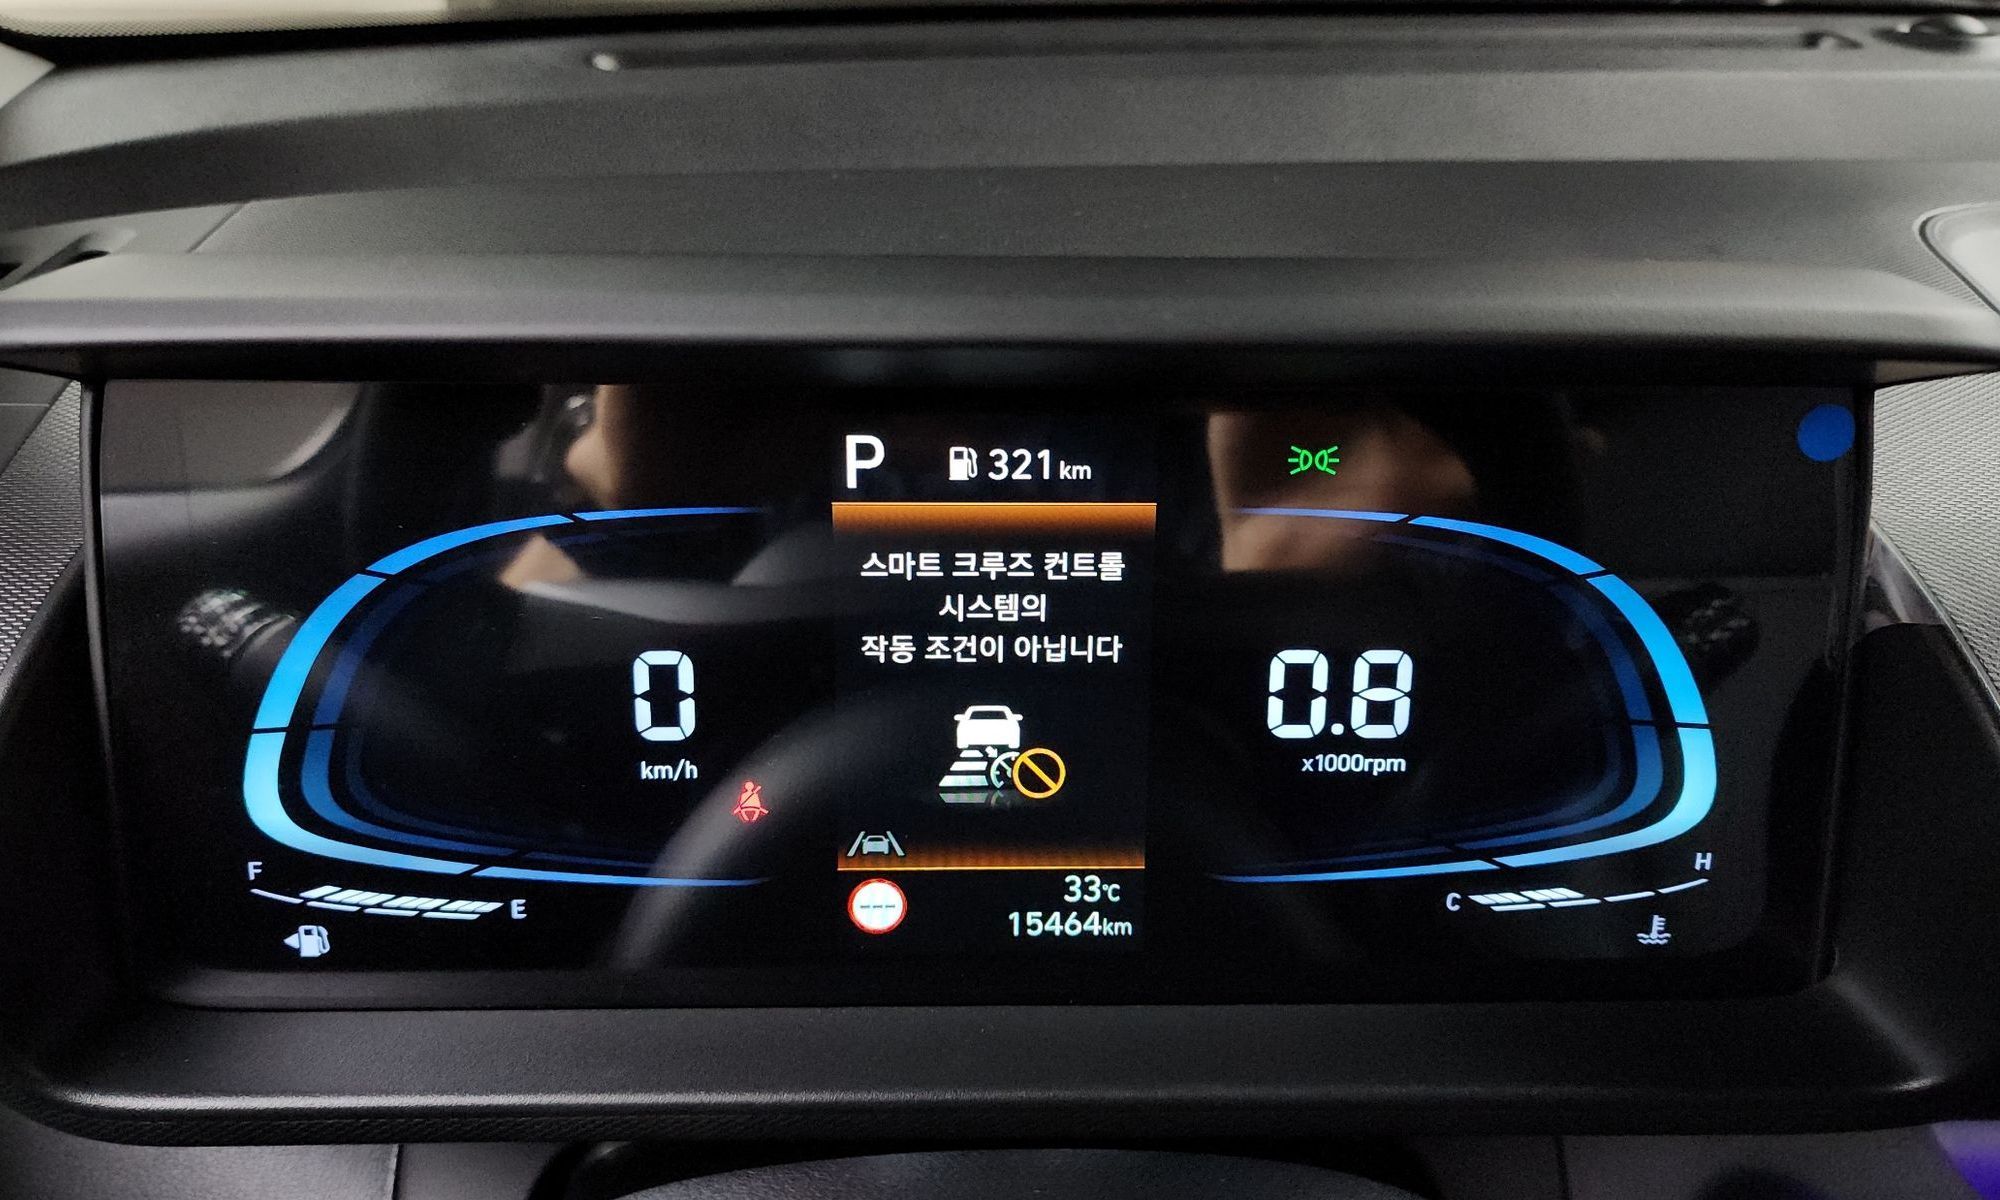 P 321 km
스마트 크루즈 컨트롤
시스템의
작동 조건이 아닙니다
0
km/h
0.8
x1000rpm
F
E
C
H
---
33°C
15464km